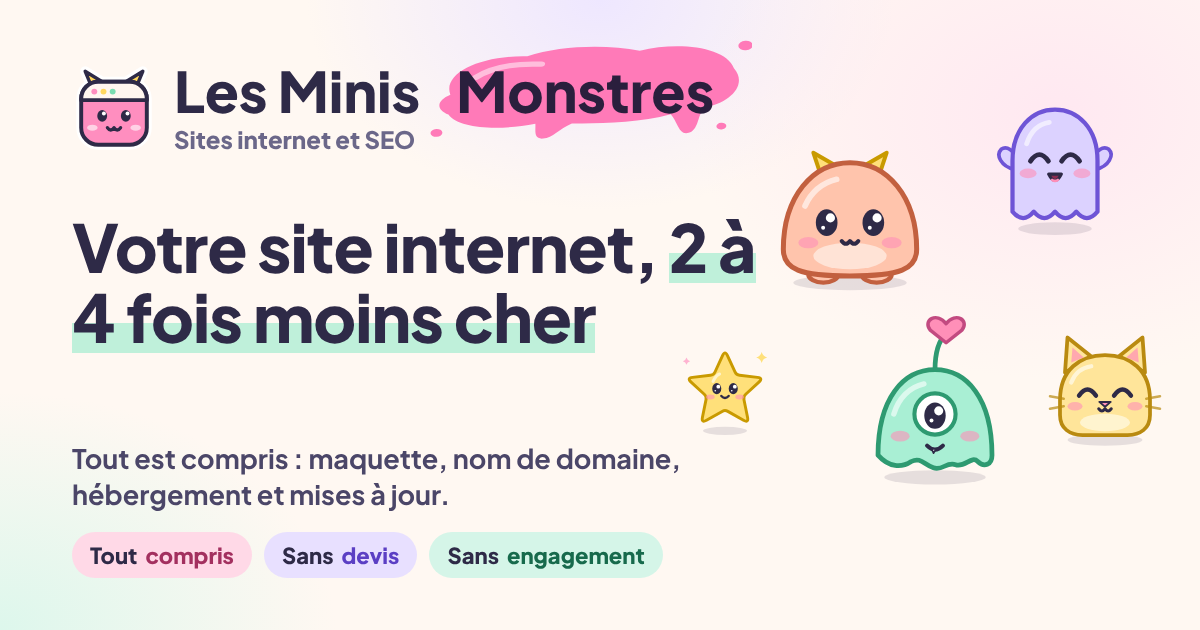 Les Minis Monstres
Sites internet et SEO
Votre site internet, 2 à
4 fois moins cher
Tout est compris : maquette, nom de domaine,
hébergement et mises à jour.
Tout compris
Sans devis
Sans engagement